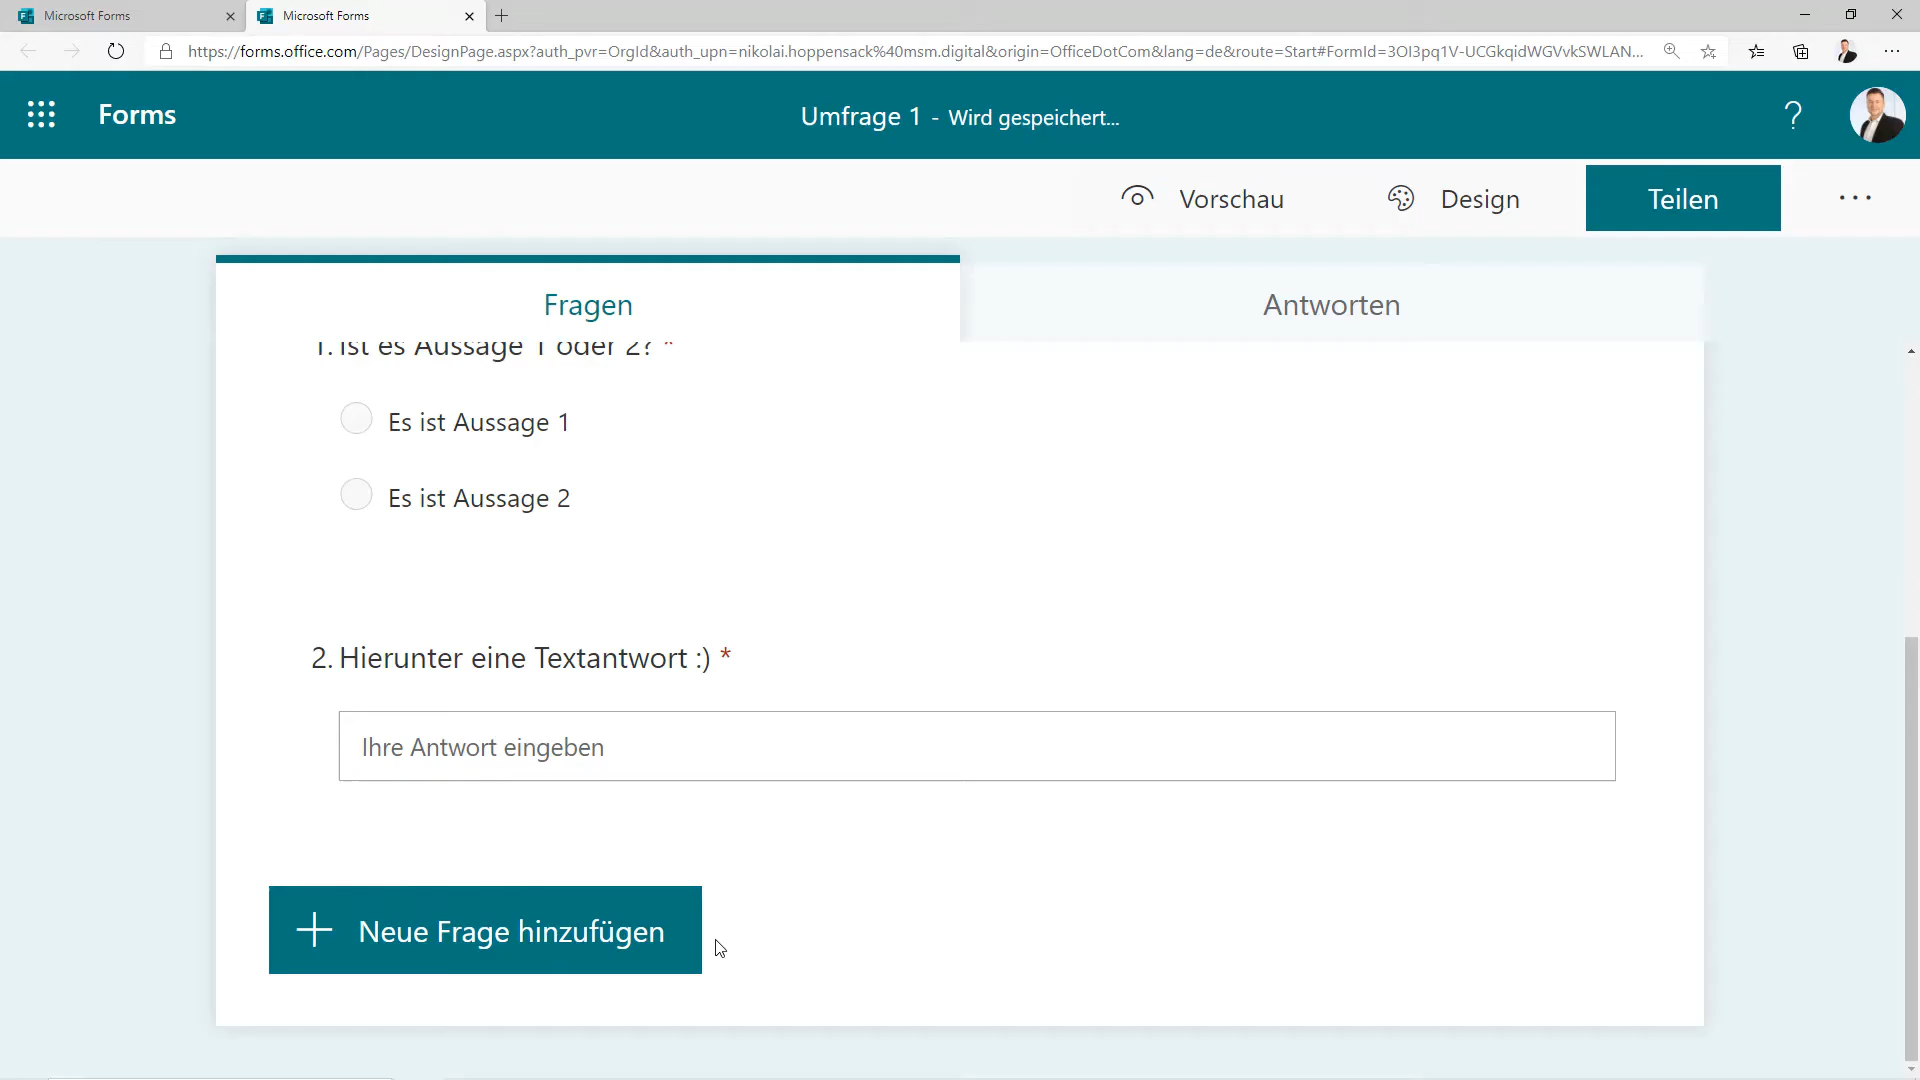 Microsoft Forms
Microsoft Forms
https://forms.office.com/Pages/DesignPage.aspx?auth_pvr=OrgId&auth_upn=nikolai.hoppensack%40msm.digital&origin=OfficeDotCom&lang=de&route=Start#FormId=3OI3pq1V-UCGkqidWGVvkSWLAN...
Forms
Umfrage 1 - Wird gespeichert...
?
Vorschau
Design
Teilen
Fragen
Antworten
1. Ist es Aussage 1 oder 2? *
Es ist Aussage 1
Es ist Aussage 2
2. Hierunter eine Textantwort :) *
Ihre Antwort eingeben
Neue Frage hinzufügen